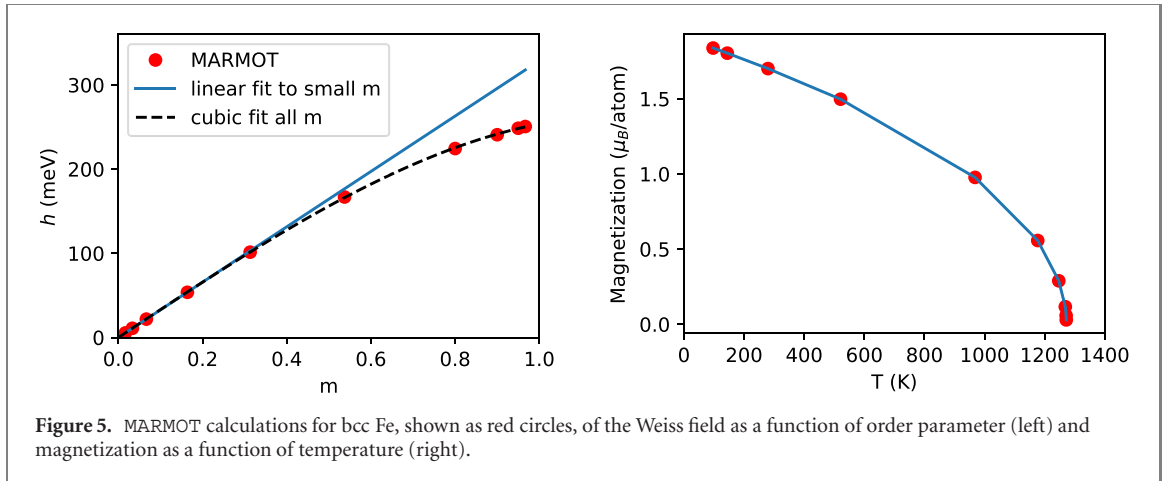 MARMOT
linear fit to small m
cubic fit all m
h (meV)
300
200
100
0
0.0 0.2 0.4 0.6 0.8 1.0
m
Magnetization (μB/atom)
1.5
1.0
0.5
0.0
0 200 400 600 800 1000 1200 1400
T (K)
Figure 5. MARMOT calculations for bcc Fe, shown as red circles, of the Weiss field as a function of order parameter (left) and
magnetization as a function of temperature (right).